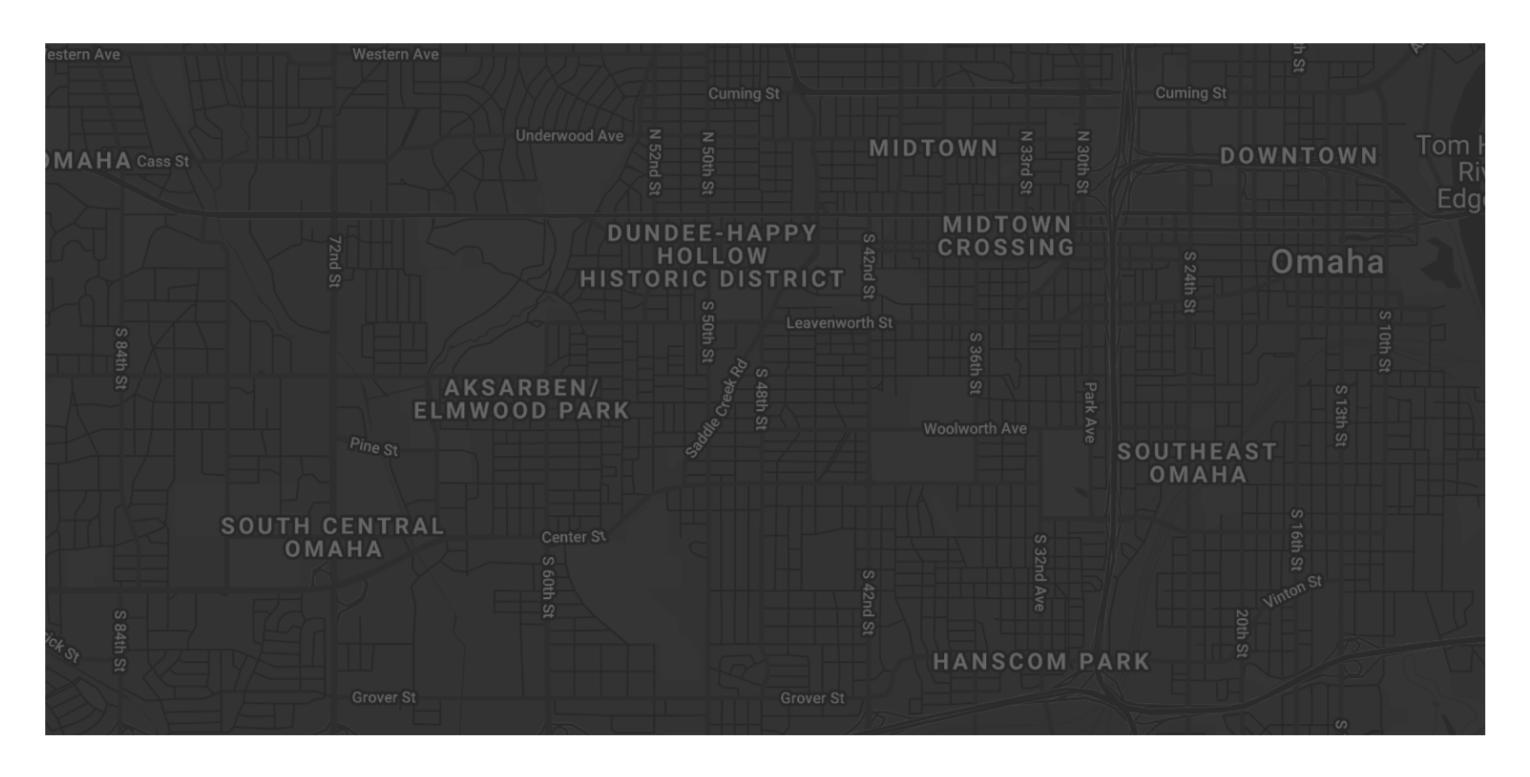 estern Ave
Western Ave
th St
Cuming St
Cuming St
Underwood Ave
N 52nd St
N 50th St
MIDTOWN
N 33rd St
N 30th St
DOWNTOWN
Tom H
Riv
Edg
OMAHA
Cass St
72nd St
DUNDEE-HAPPY
HOLLOW
HISTORIC DISTRICT
S 42nd St
MIDTOWN
CROSSING
S 24th St
Omaha
S 84th St
S 50th St
Leavenworth St
S 36th St
S 10th St
AKSARBEN/
ELMWOOD PARK
Saddle Creek Rd
S 48th St
Park Ave
S 13th St
Woolworth Ave
Pine St
SOUTHEAST
OMAHA
SOUTH CENTRAL
OMAHA
Center St
S 60th St
S 42nd St
S 32nd Ave
S 16th St
Vinton St
20th St
S 84th St
rick St
HANSCOM PARK
Grover St
Grover St
S